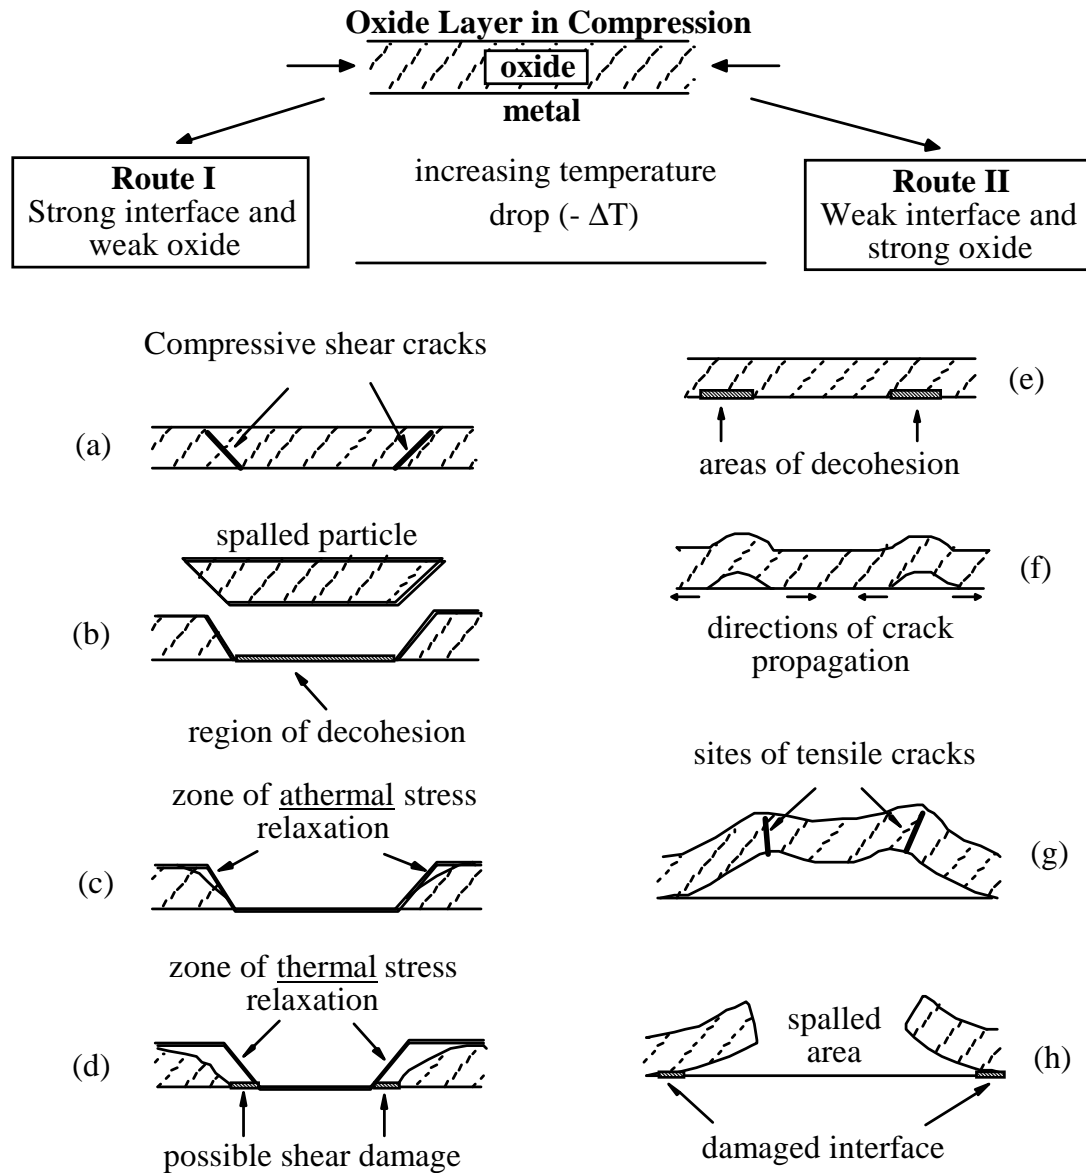 Oxide Layer in Compression
oxide
metal
Route I
Strong interface and
weak oxide
increasing temperature
drop (- ΔT)
Route II
Weak interface and
strong oxide
Compressive shear cracks
(a)
spalled particle
(b)
region of decohesion
zone of athermal stress
relaxation
(c)
zone of thermal stress
relaxation
(d)
possible shear damage
(e)
areas of decohesion
(f)
directions of crack
propagation
sites of tensile cracks
(g)
spalled
area
(h)
damaged interface